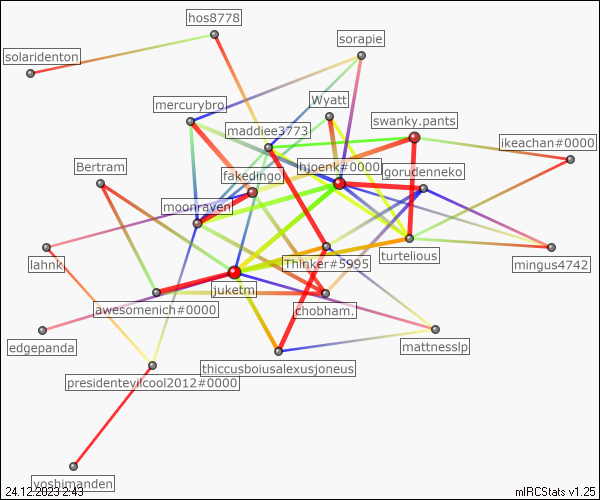 hos8778
sorapie
solaridenton
mercurybro
Wyatt
swanky.pants
maddiee3773
ikeachan#0000
Bertram
hjoenk#0000
gorudenneko
fakedingo
moonraven
lahnk
Thinker#5995
turtelious
mingus4742
juketm
awesomenich#0000
chobham.
edgepanda
mattnesslp
thiccusboiusalexusjoneus
presidentevilcool2012#0000
yoshimanden
24.12.2023 2:43
mIRCStats v1.25